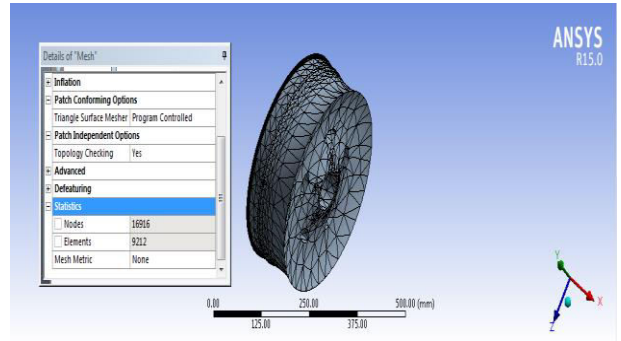 Details of "Mesh"
Inflation
Patch Conforming Options
Triangle Surface Mesher Program Controlled
Patch Independent Options
Topology Checking Yes
Advanced
Defeaturing
Statistics
Nodes 16916
Elements 9212
Mesh Metric None
ANSYS
R15.0
0.00 250.00 500.00 (mm)
125.00 375.00
Y
X
Z